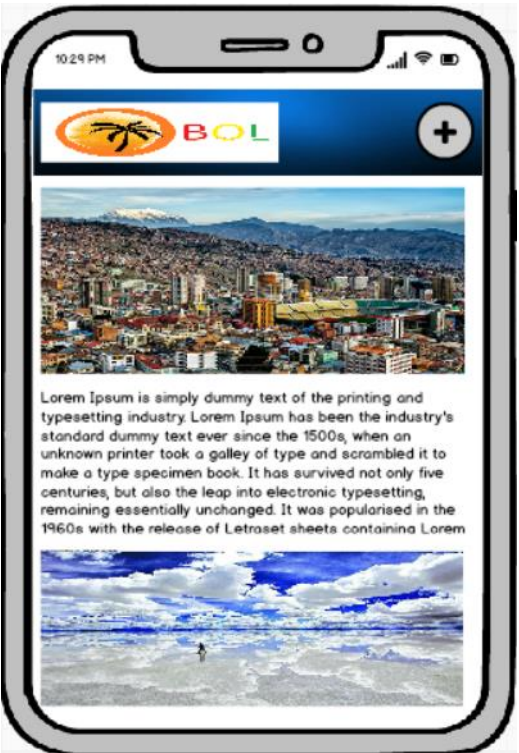 10:29 PM
BOL
Lorem Ipsum is simply dummy text of the printing and
typesetting industry. Lorem Ipsum has been the industry's
standard dummy text ever since the 1500s, when an
unknown printer took a galley of type and scrambled it to
make a type specimen book. It has survived not only five
centuries, but also the leap into electronic typesetting,
remaining essentially unchanged. It was popularised in the
1960s with the release of Letraset sheets containing Lorem